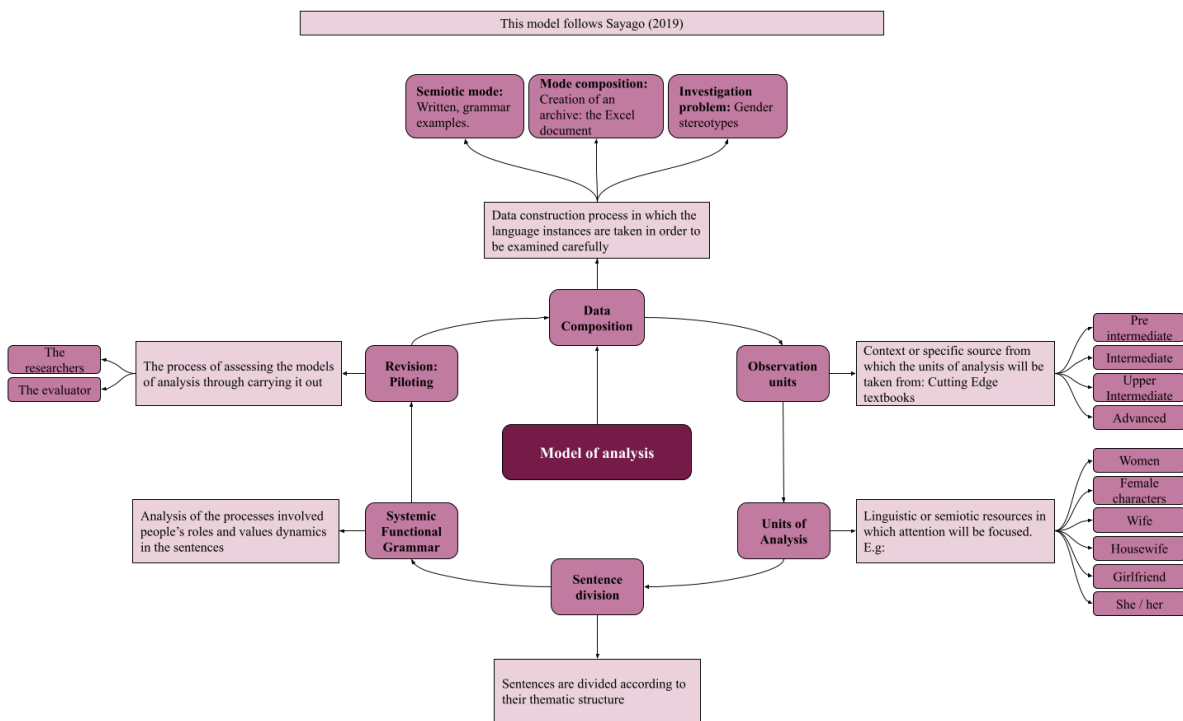 This model follows Sayago (2019)
Semiotic mode:
Written, grammar
examples.
Mode composition:
Creation of an
archive: the Excel
document
Investigation
problem: Gender
stereotypes
Data construction process in which the
language instances are taken in order to
be examined carefully
Data
Composition
The
researchers
The evaluator
The process of assessing the models
of analysis through carrying it out
Revision:
Piloting
Observation
units
Context or specific source from
which the units of analysis will be
taken from: Cutting Edge
textbooks
Pre
intermediate
Intermediate
Upper
Intermediate
Advanced
Model of analysis
Analysis of the processes involved
people's roles and values dynamics
in the sentences
Systemic
Functional
Grammar
Units of
Analysis
Linguistic or semiotic resources in
which attention will be focused.
E.g:
Women
Female
characters
Wife
Housewife
Girlfriend
She / her
Sentence
division
Sentences are divided according to
their thematic structure